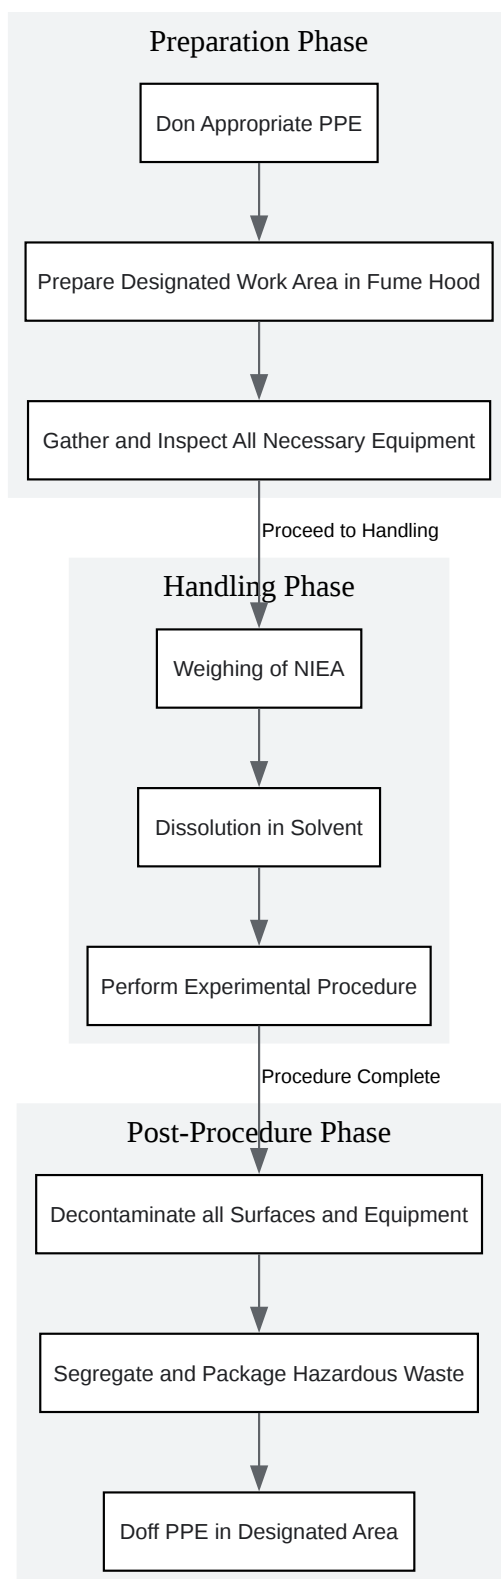 Preparation Phase
Don Appropriate PPE
Prepare Designated Work Area in Fume Hood
Gather and Inspect All Necessary Equipment
Proceed to Handling
Handling Phase
Weighing of NIEA
Dissolution in Solvent
Perform Experimental Procedure
Procedure Complete
Post-Procedure Phase
Decontaminate all Surfaces and Equipment
Segregate and Package Hazardous Waste
Doff PPE in Designated Area